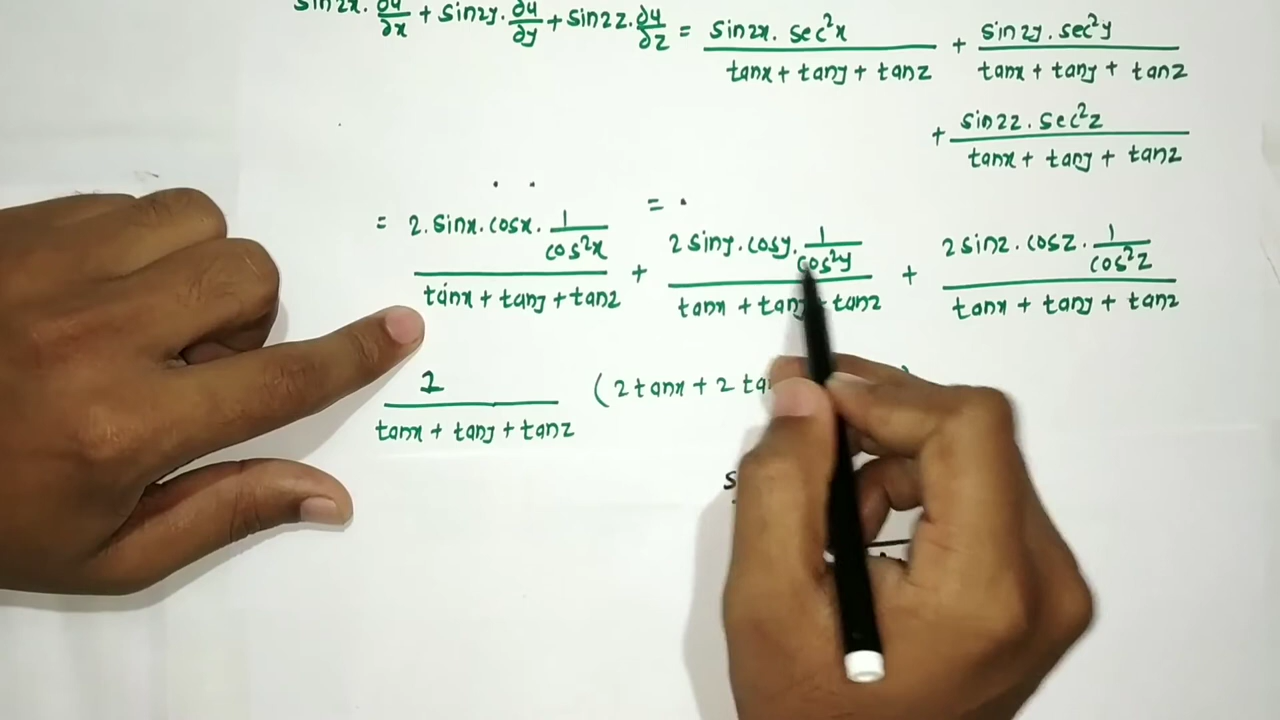 sin2x. ∂u/∂x + sin2y. ∂u/∂y + sin2z. ∂u/∂z = sin2x. sec²x / tanx + tany + tanz + sin2y. sec²y / tanx + tany + tanz
+ sin2z. sec²z / tanx + tany + tanz
= 2. sinx. cosx. 1/cos²x / tanx + tany + tanz + = 2 siny. cosy. 1/cos²y / tanx + tany + tanz + 2 sinz. cosz. 1/cos²z / tanx + tany + tanz
2 / tanx + tany + tanz (2 tanx + 2